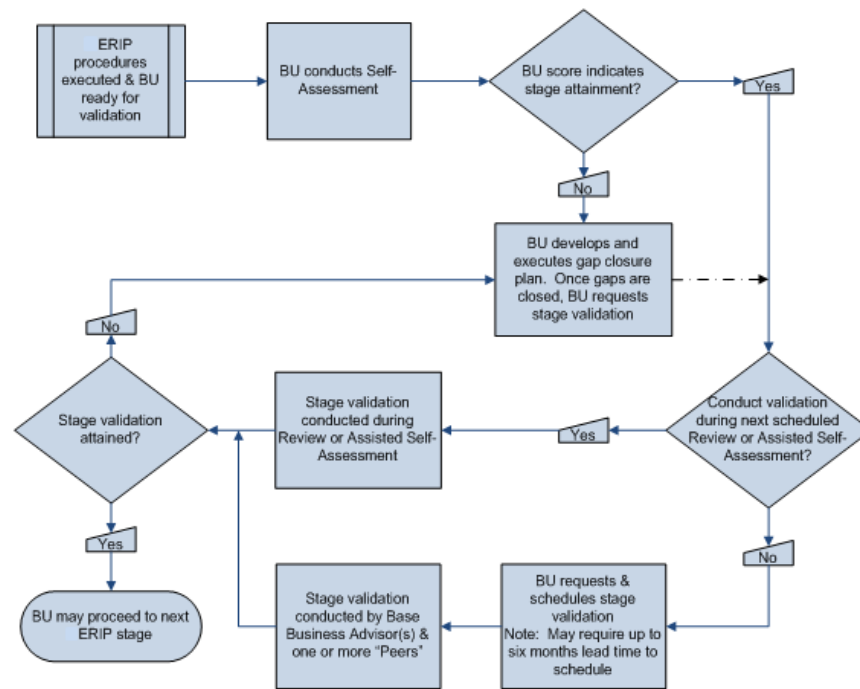 ERIP
procedures
executed & BU
ready for
validation
BU conducts Self-
Assessment
BU score indicates
stage attainment?
Yes
No
BU develops and
executes gap closure
plan. Once gaps are
closed, BU requests
stage validation
No
Stage validation
attained?
Stage validation
conducted during
Review or Assisted Self-
Assessment
Yes
Conduct validation
during next scheduled
Review or Assisted Self-
Assessment?
Yes
No
BU may proceed to next
ERIP stage
Stage validation
conducted by Base
Business Advisor(s) &
one or more “Peers”
BU requests &
schedules stage
validation
Note: May require up to
six months lead time to
schedule